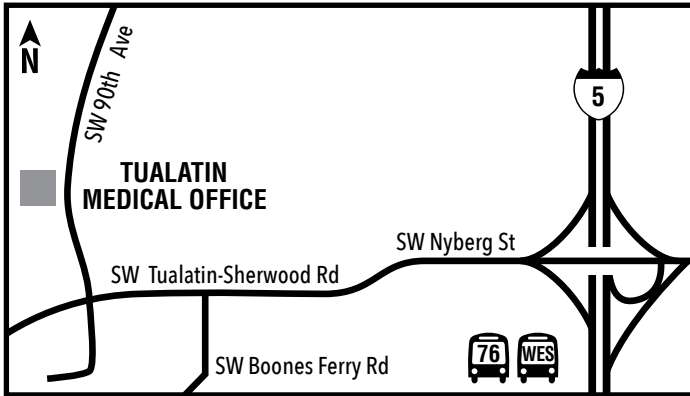 N
SW 90th Ave
5
TUALATIN
MEDICAL OFFICE
SW Nyberg St
SW Tualatin-Sherwood Rd
SW Boones Ferry Rd
76
WES